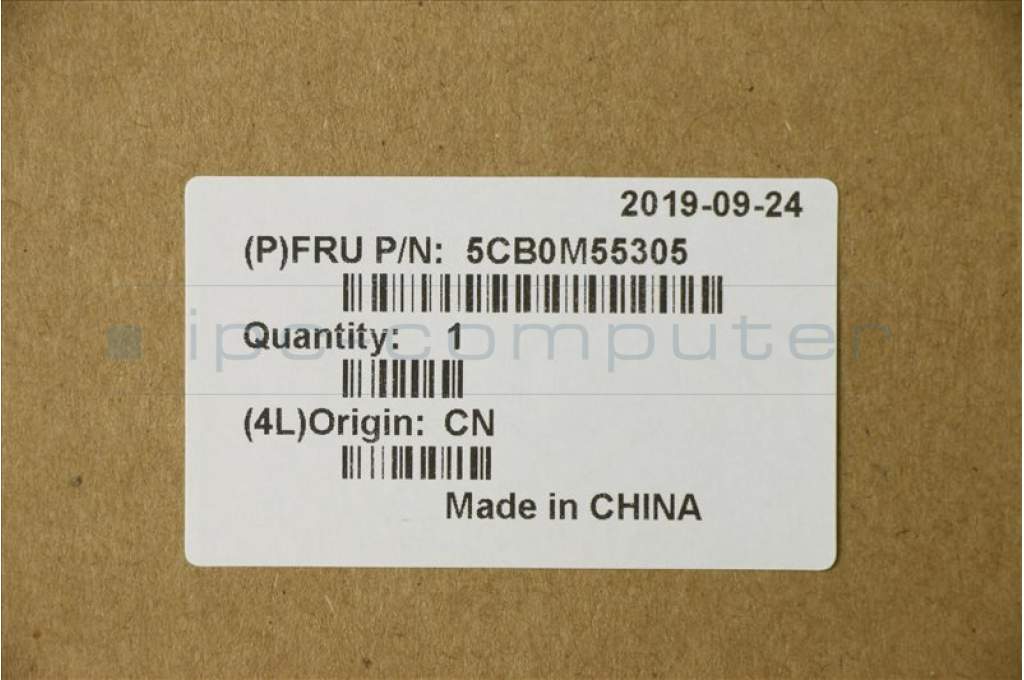 2019-09-24
(P)FRU P/N: 5CB0M55305
Quantity: 1
ipc-computer
(4L)Origin: CN
Made in CHINA